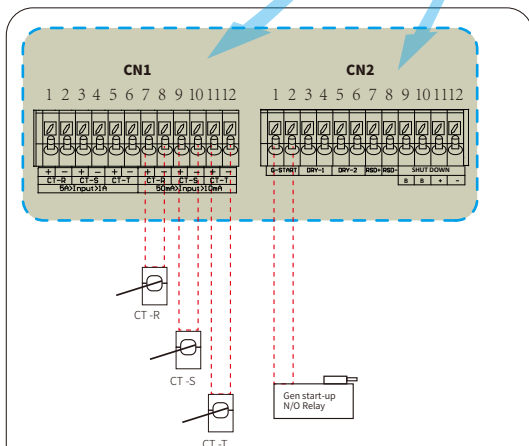 CN1 CN2
1 2 3 4 5 6 7 8 9 10 11 12 1 2 3 4 5 6 7 8 9 10 11 12
+ - + - + - + - + - + - G-START DRY-1 DRY-2 RSD+ RSD- SHUT DOWN
CT-R CT-S CT-T CT-R CT-S CT-T B B + -
5A>Input>1A 50mA>Input>10mA
CT -R
CT -S
Gen start-up
N/O Relay
CT -T